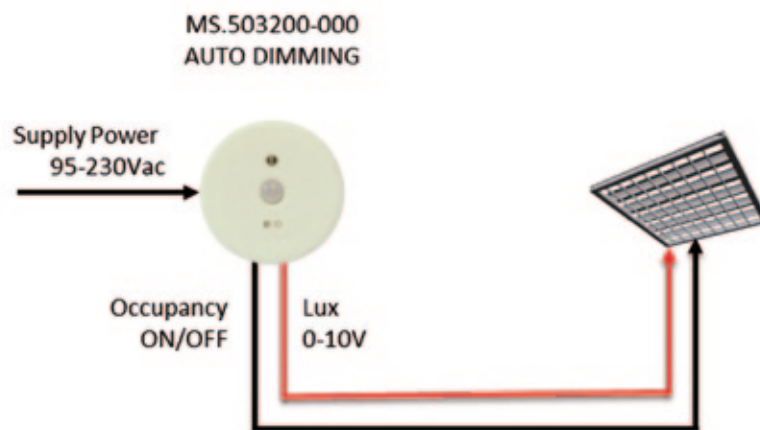 MS.503200-000
AUTO DIMMING
Supply Power
95-230Vac
Occupancy
ON/OFF
Lux
0-10V